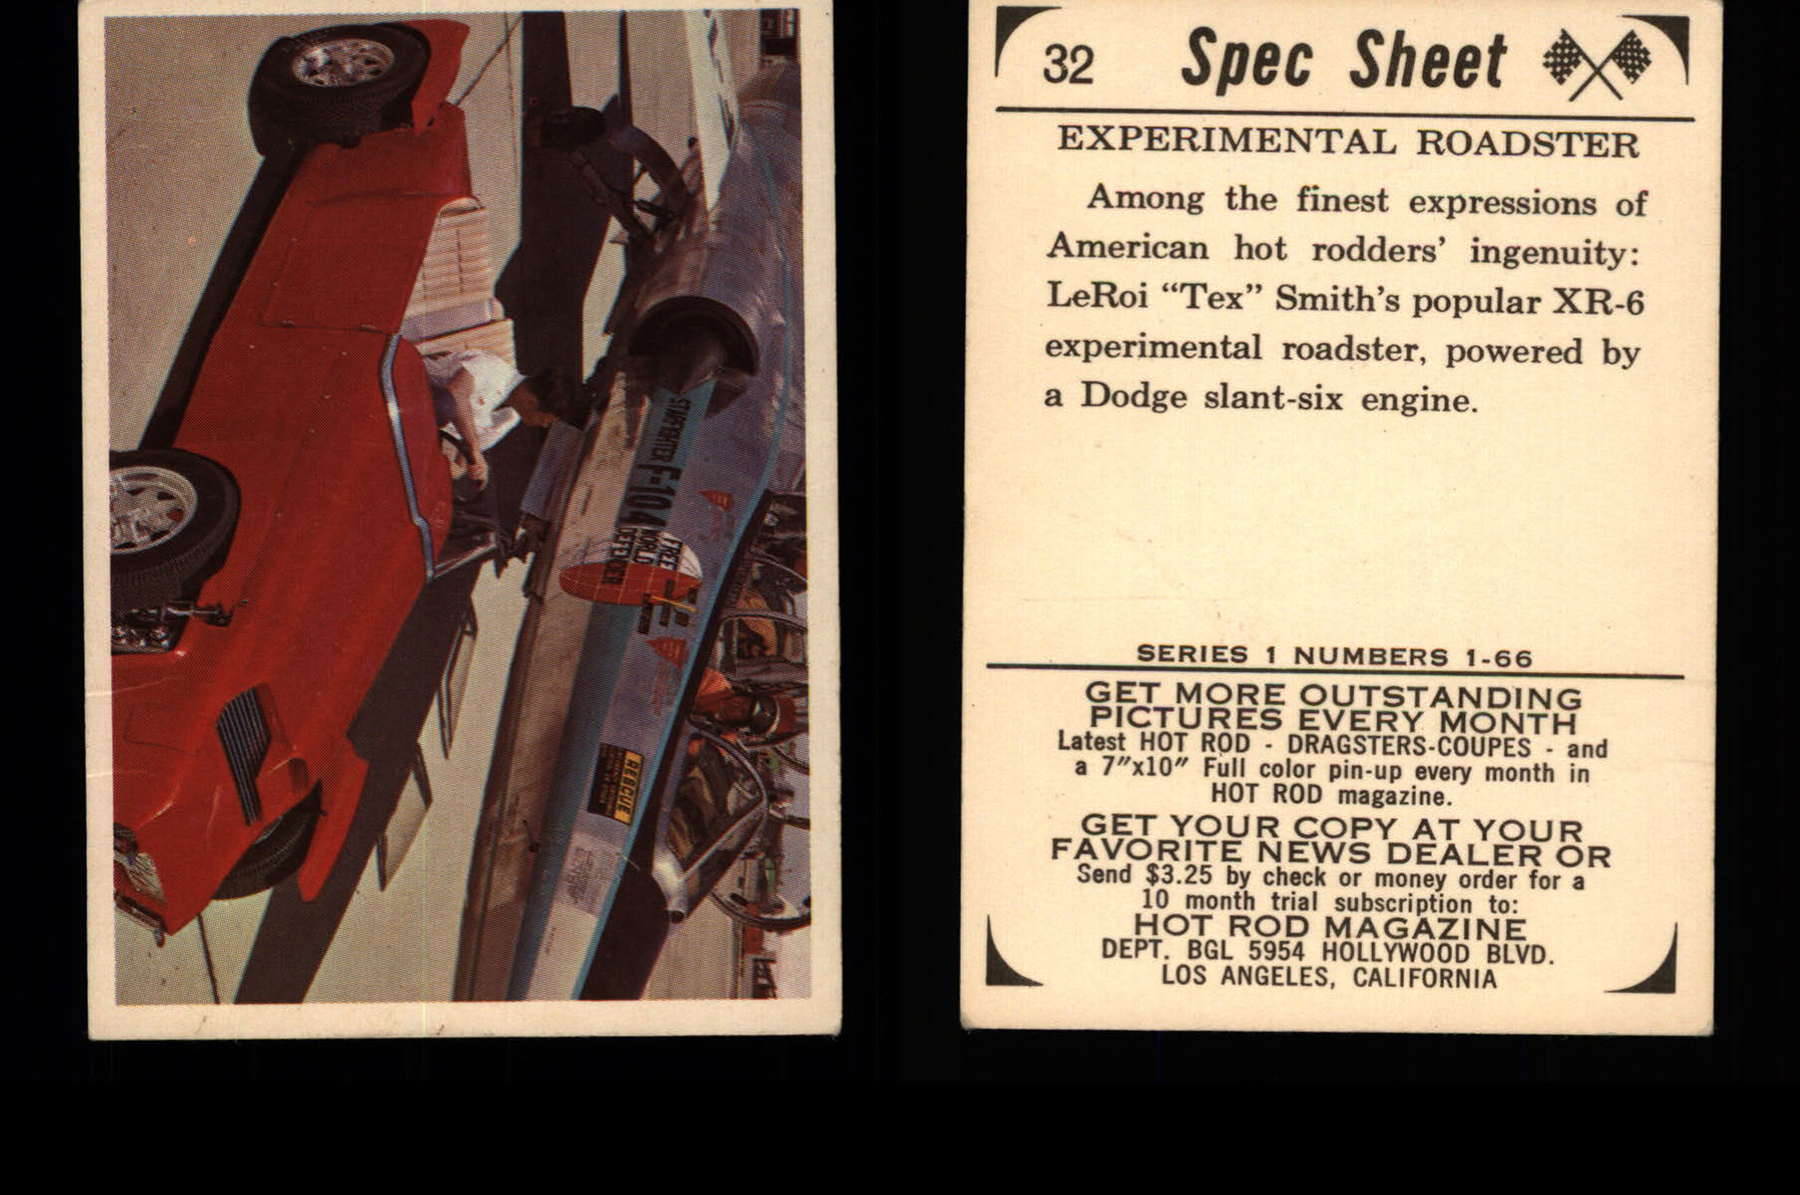 STARFIGHTER F-104
FREE
WORLD
DEFENDER
RESCUE
32
Spec Sheet
EXPERIMENTAL ROADSTER
Among the finest expressions of
American hot rodders' ingenuity:
LeRoi “Tex” Smith's popular XR-6
experimental roadster, powered by
a Dodge slant-six engine.
SERIES 1 NUMBERS 1-66
GET MORE OUTSTANDING
PICTURES EVERY MONTH
Latest HOT ROD - DRAGSTERS-COUPES - and
a 7”x10” Full color pin-up every month in
HOT ROD magazine.
GET YOUR COPY AT YOUR
FAVORITE NEWS DEALER OR
Send $3.25 by check or money order for a
10 month trial subscription to:
HOT ROD MAGAZINE
DEPT. BGL 5954 HOLLYWOOD BLVD.
LOS ANGELES, CALIFORNIA